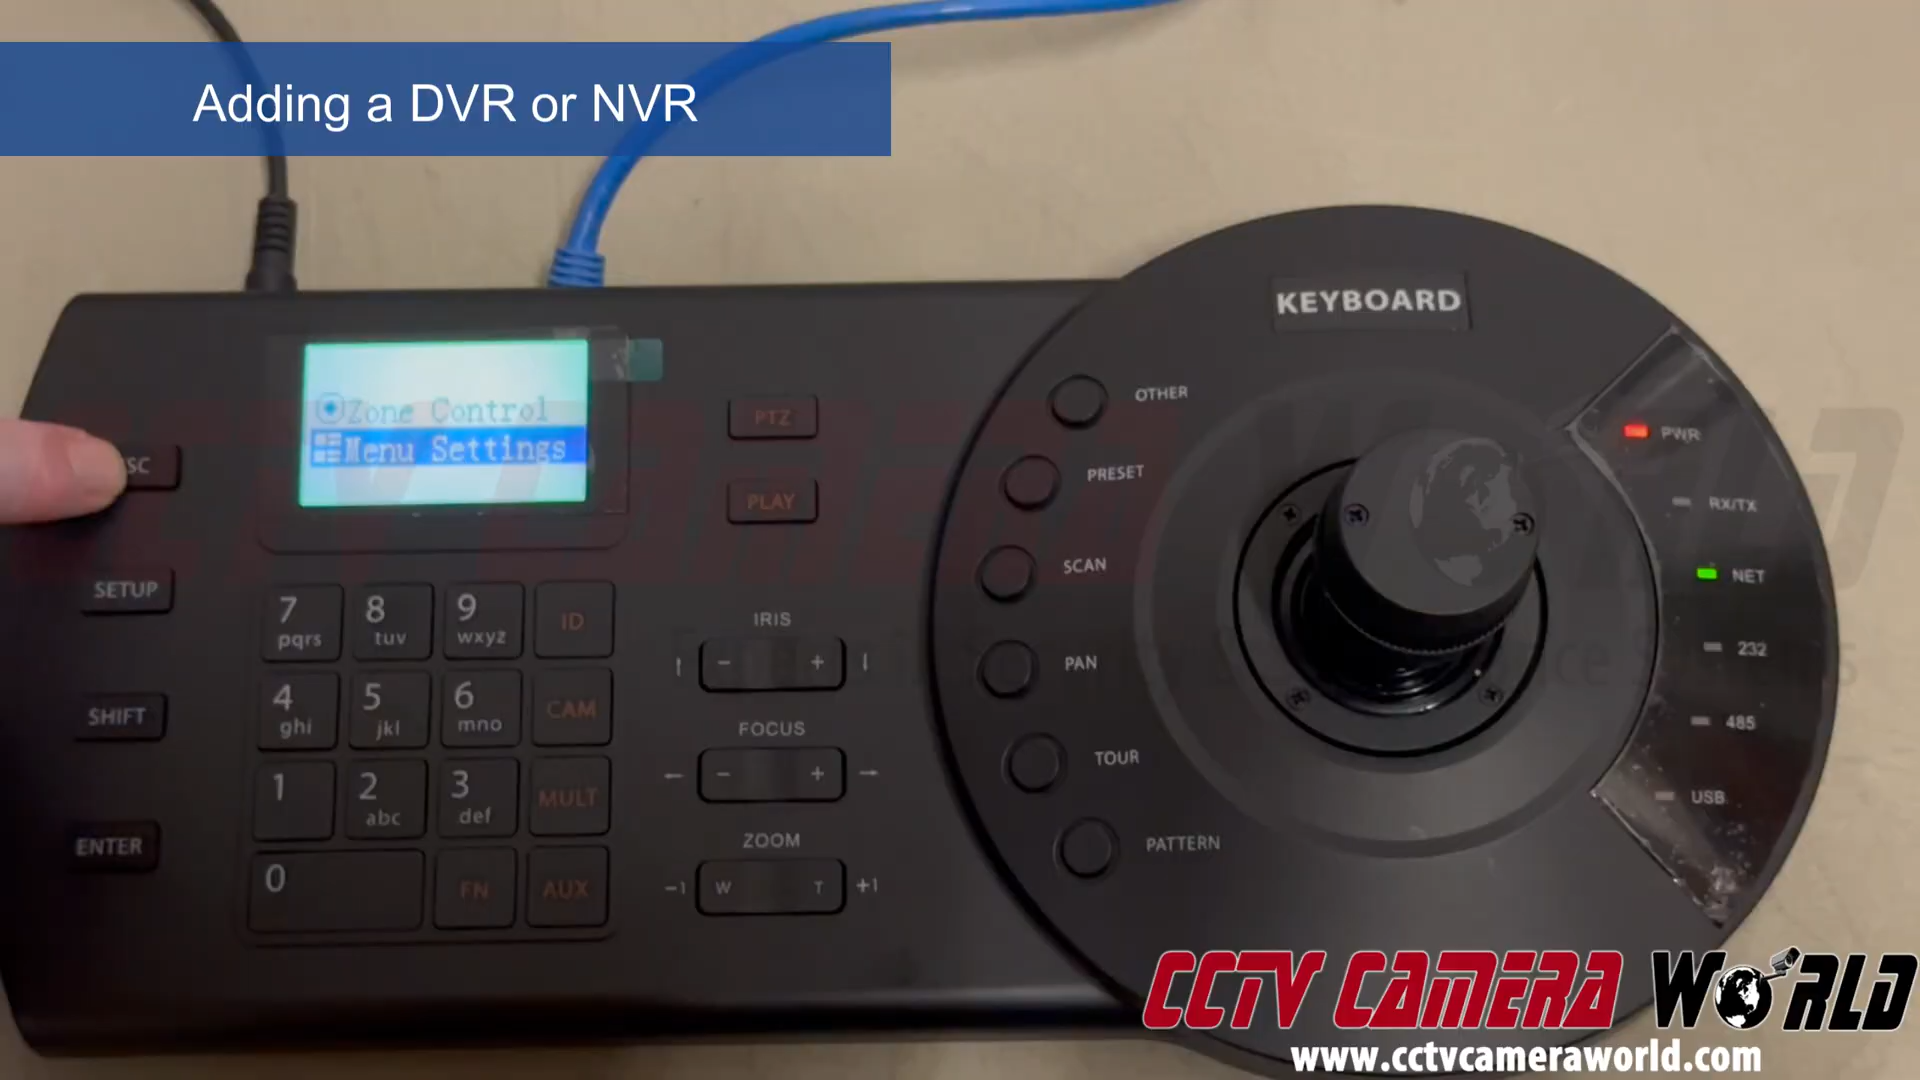 Adding a DVR or NVR
KEYBOARD
Zone Control
Menu Settings
PTZ
PLAY
SC
SETUP
SHIFT
ENTER
7 pqrs
8 tuv
9 wxyz
ID
4 ghi
5 jkl
6 mno
CAM
1
2 abc
3 def
MULT
0
FN
AUX
IRIS
- +
FOCUS
← - + →
ZOOM
-1 W T +1
OTHER
PRESET
SCAN
PAN
TOUR
PATTERN
PWR
RX/TX
NET
232
485
USB
CCTV CAMERA WORLD
www.cctvcameraworld.com